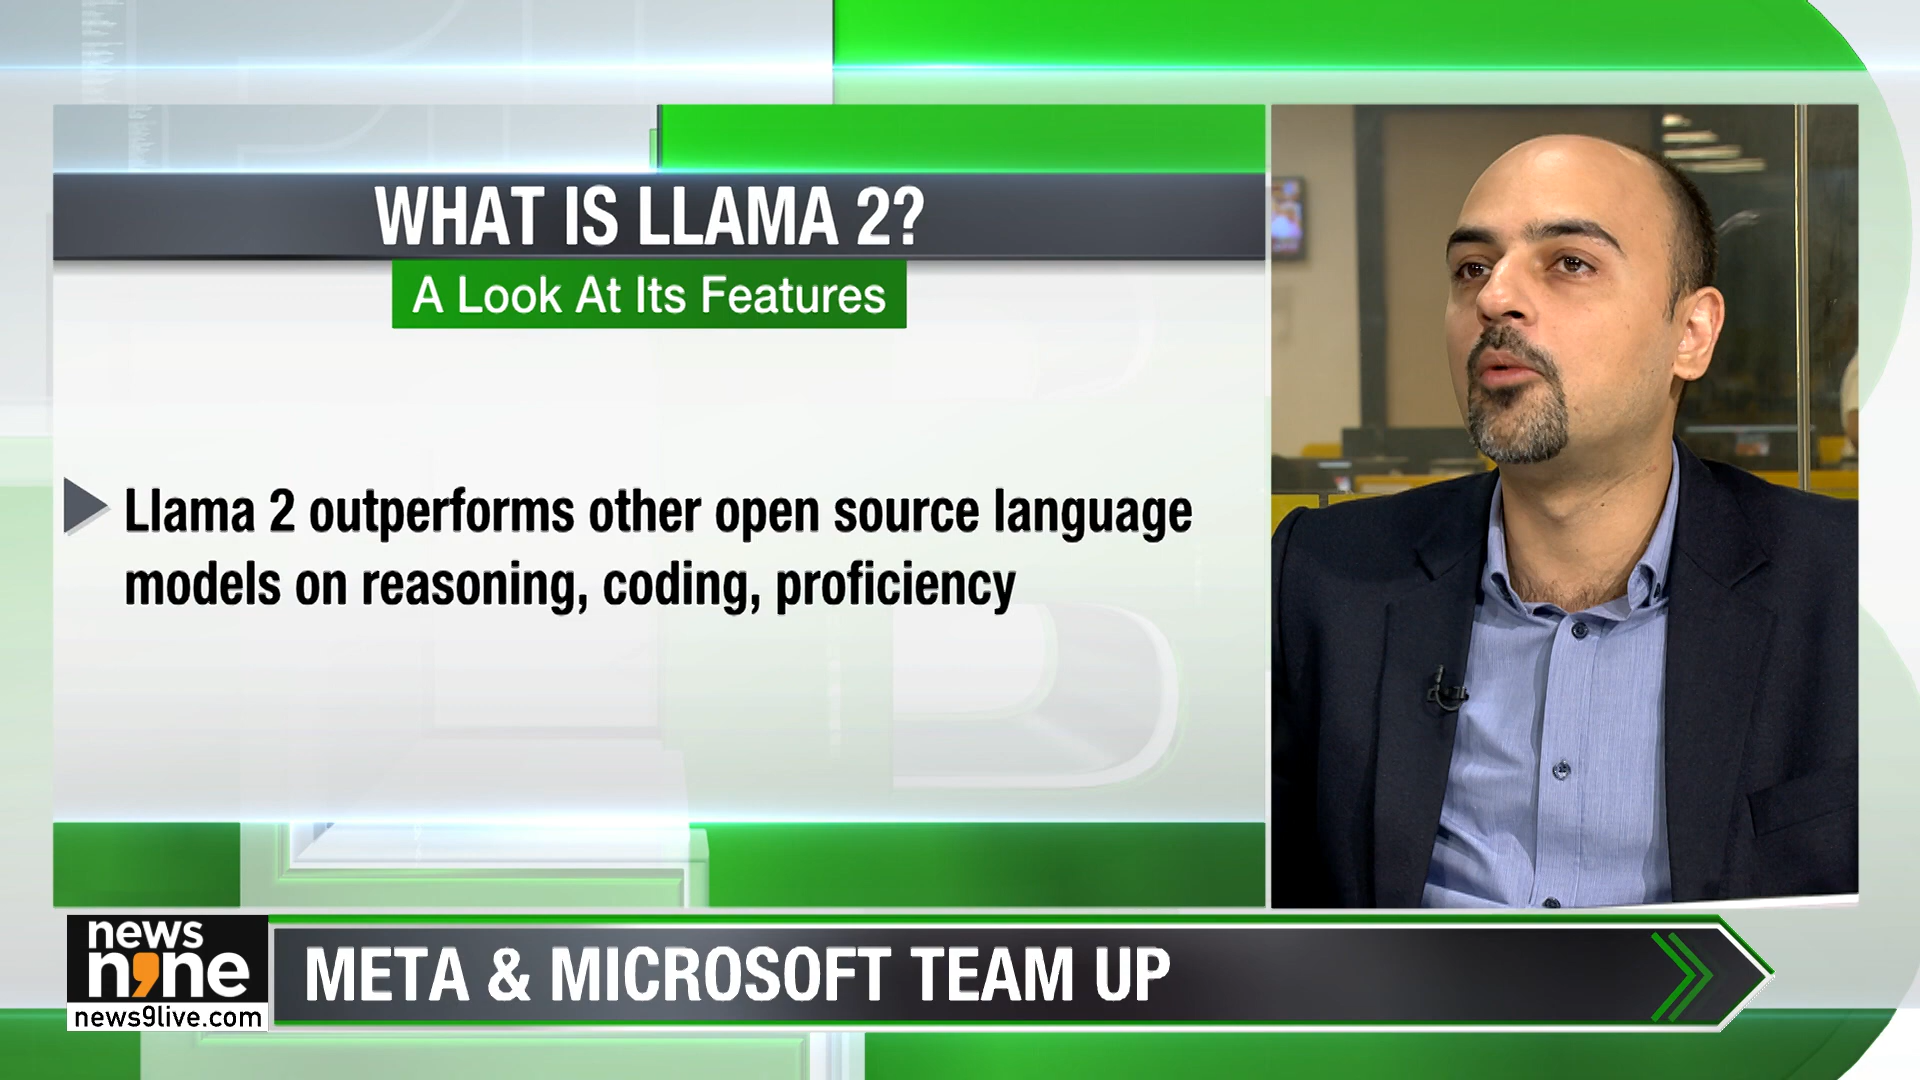 WHAT IS LLAMA 2?
A Look At Its Features
Llama 2 outperforms other open source language
models on reasoning, coding, proficiency
news
n9ne
news9live.com
META & MICROSOFT TEAM UP